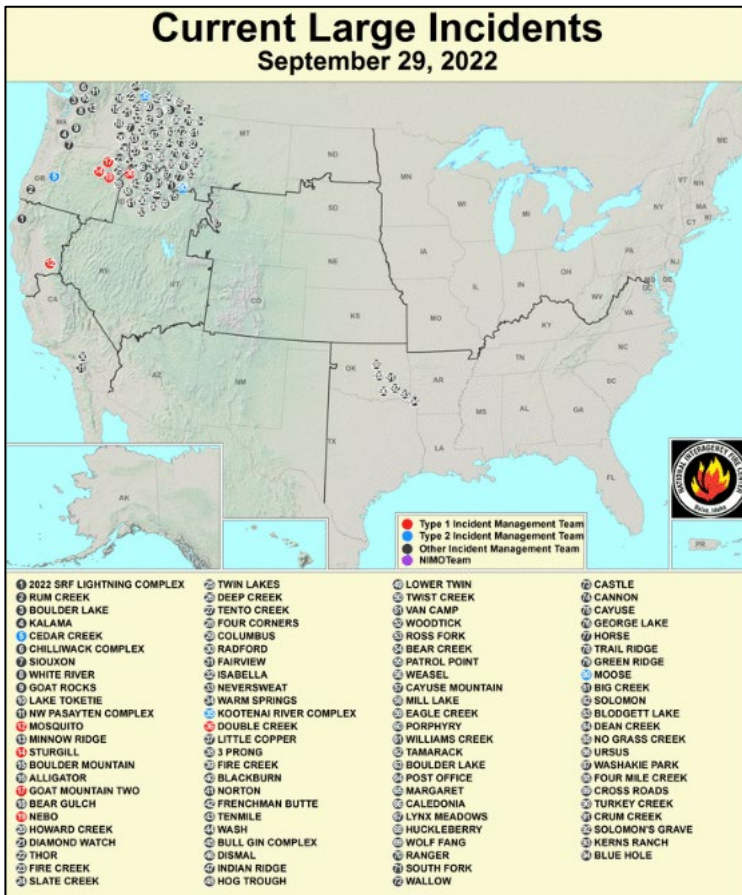 Current Large Incidents
September 29, 2022
WA
OR
CA
NV
ID
MT
UT
AZ
CO
NM
ND
SD
NE
KS
OK
TX
MN
IA
MO
AR
LA
WI
IL
MS
MI
IN
KY
TN
AL
OH
WV
VA
NC
SC
GA
FL
PA
NY
VT
NH
ME
MA
CT
RI
NJ
MD
DE
DC
AK
HI
PR
NATIONAL INTERAGENCY FIRE CENTER
Boise, Idaho
Type 1 Incident Management Team
Type 2 Incident Management Team
Other Incident Management Team
NIMOTeam
1 2022 SRF LIGHTNING COMPLEX
2 RUM CREEK
3 BOULDER LAKE
4 KALAMA
5 CEDAR CREEK
6 CHILLIWACK COMPLEX
7 SIOUXON
8 WHITE RIVER
9 GOAT ROCKS
10 LAKE TOKETIE
11 NW PASAYTEN COMPLEX
12 MOSQUITO
13 MINNOW RIDGE
14 STURGILL
15 BOULDER MOUNTAIN
16 ALLIGATOR
17 GOAT MOUNTAIN TWO
18 BEAR GULCH
19 NEBO
20 HOWARD CREEK
21 DIAMOND WATCH
22 THOR
23 FIRE CREEK
24 SLATE CREEK
25 TWIN LAKES
26 DEEP CREEK
27 TENTO CREEK
28 FOUR CORNERS
29 COLUMBUS
30 RADFORD
31 FAIRVIEW
32 ISABELLA
33 NEVERSWEAT
34 WARM SPRINGS
35 KOOTENAI RIVER COMPLEX
36 DOUBLE CREEK
37 LITTLE COPPER
38 3 PRONG
39 FIRE CREEK
40 BLACKBURN
41 NORTON
42 FRENCHMAN BUTTE
43 TENMILE
44 WASH
45 BULL GIN COMPLEX
46 DISMAL
47 INDIAN RIDGE
48 HOG TROUGH
49 LOWER TWIN
50 TWIST CREEK
51 VAN CAMP
52 WOODTICK
53 ROSS FORK
54 BEAR CREEK
55 PATROL POINT
56 WEASEL
57 CAYUSE MOUNTAIN
58 MILL LAKE
59 EAGLE CREEK
60 PORPHYRY
61 WILLIAMS CREEK
62 TAMARACK
63 BOULDER LAKE
64 POST OFFICE
65 MARGARET
66 CALEDONIA
67 LYNX MEADOWS
68 HUCKLEBERRY
69 WOLF FANG
70 RANGER
71 SOUTH FORK
72 WALLOW
73 CASTLE
74 CANNON
75 CAYUSE
76 GEORGE LAKE
77 HORSE
78 TRAIL RIDGE
79 GREEN RIDGE
80 MOOSE
81 BIG CREEK
82 SOLOMON
83 BLODGETT LAKE
84 DEAN CREEK
85 NO GRASS CREEK
86 URSUS
87 WASHAKIE PARK
88 FOUR MILE CREEK
89 CROSS ROADS
90 TURKEY CREEK
91 CRUM CREEK
92 SOLOMON'S GRAVE
93 KERNS RANCH
94 BLUE HOLE